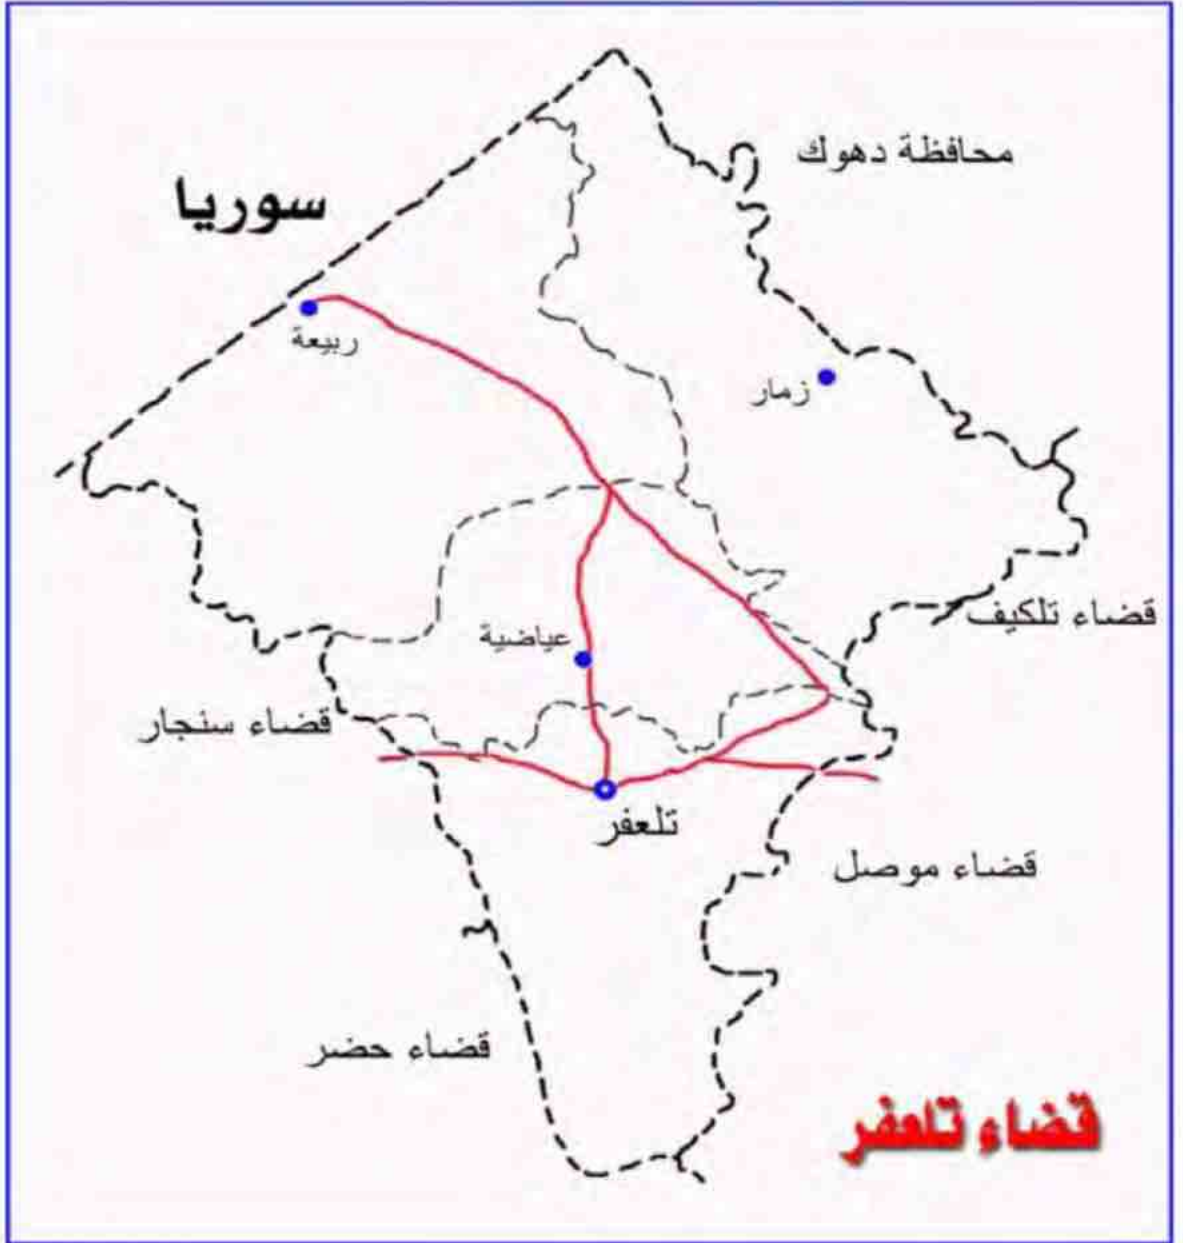 محافظة دهوك
سوريا
ربيعة
زمار
قضاء تلكيف
عياضية
قضاء سنجار
تلعفر
قضاء موصل
قضاء حضر
قضاء تلعفر